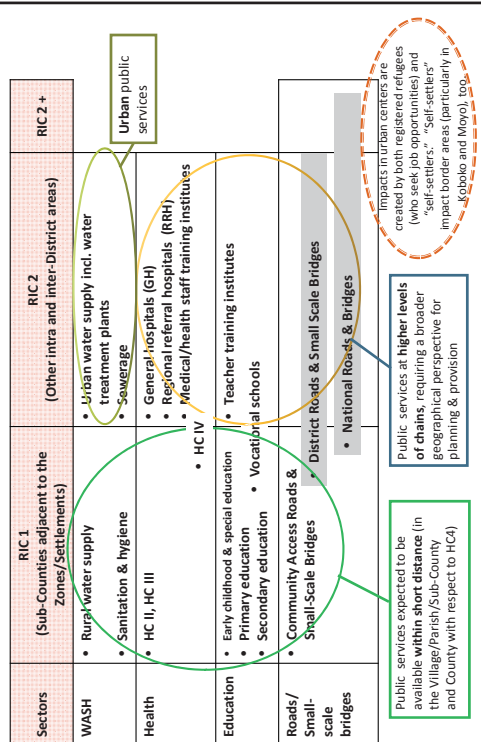 Sectors
RIC 1
(Sub-Counties adjacent to the
Zones/Settlements)
RIC 2
(Other intra and inter-District areas)
RIC 2 +
WASH
• Rural water supply
• Sanitation & hygiene
• Urban water supply incl. water
treatment plants
• Sewerage
Urban public
services
Health
• HC II, HC III
• HC IV
• General hospitals (GH)
• Regional referral hospitals (RRH)
• Medical/health staff training institutes
Education
• Early childhood & special education
• Primary education
• Secondary education
• Vocational schools
• Teacher training institutes
Roads/
Small-
scale
bridges
• Community Access Roads &
Small-Scale Bridges
• District Roads & Small Scale Bridges
• National Roads & Bridges
Public services expected to be
available within short distance (in
the Village/Parish/Sub-County
and County with respect to HC4)
Public services at higher levels
of chains, requiring a broader
geographical perspective for
planning & provision
Impacts in urban centers are
created by both registered refugees
(who seek job opportunities) and
"self-settlers." "Self-settlers"
impact border areas (particularly in
Koboko and Moyo), too.